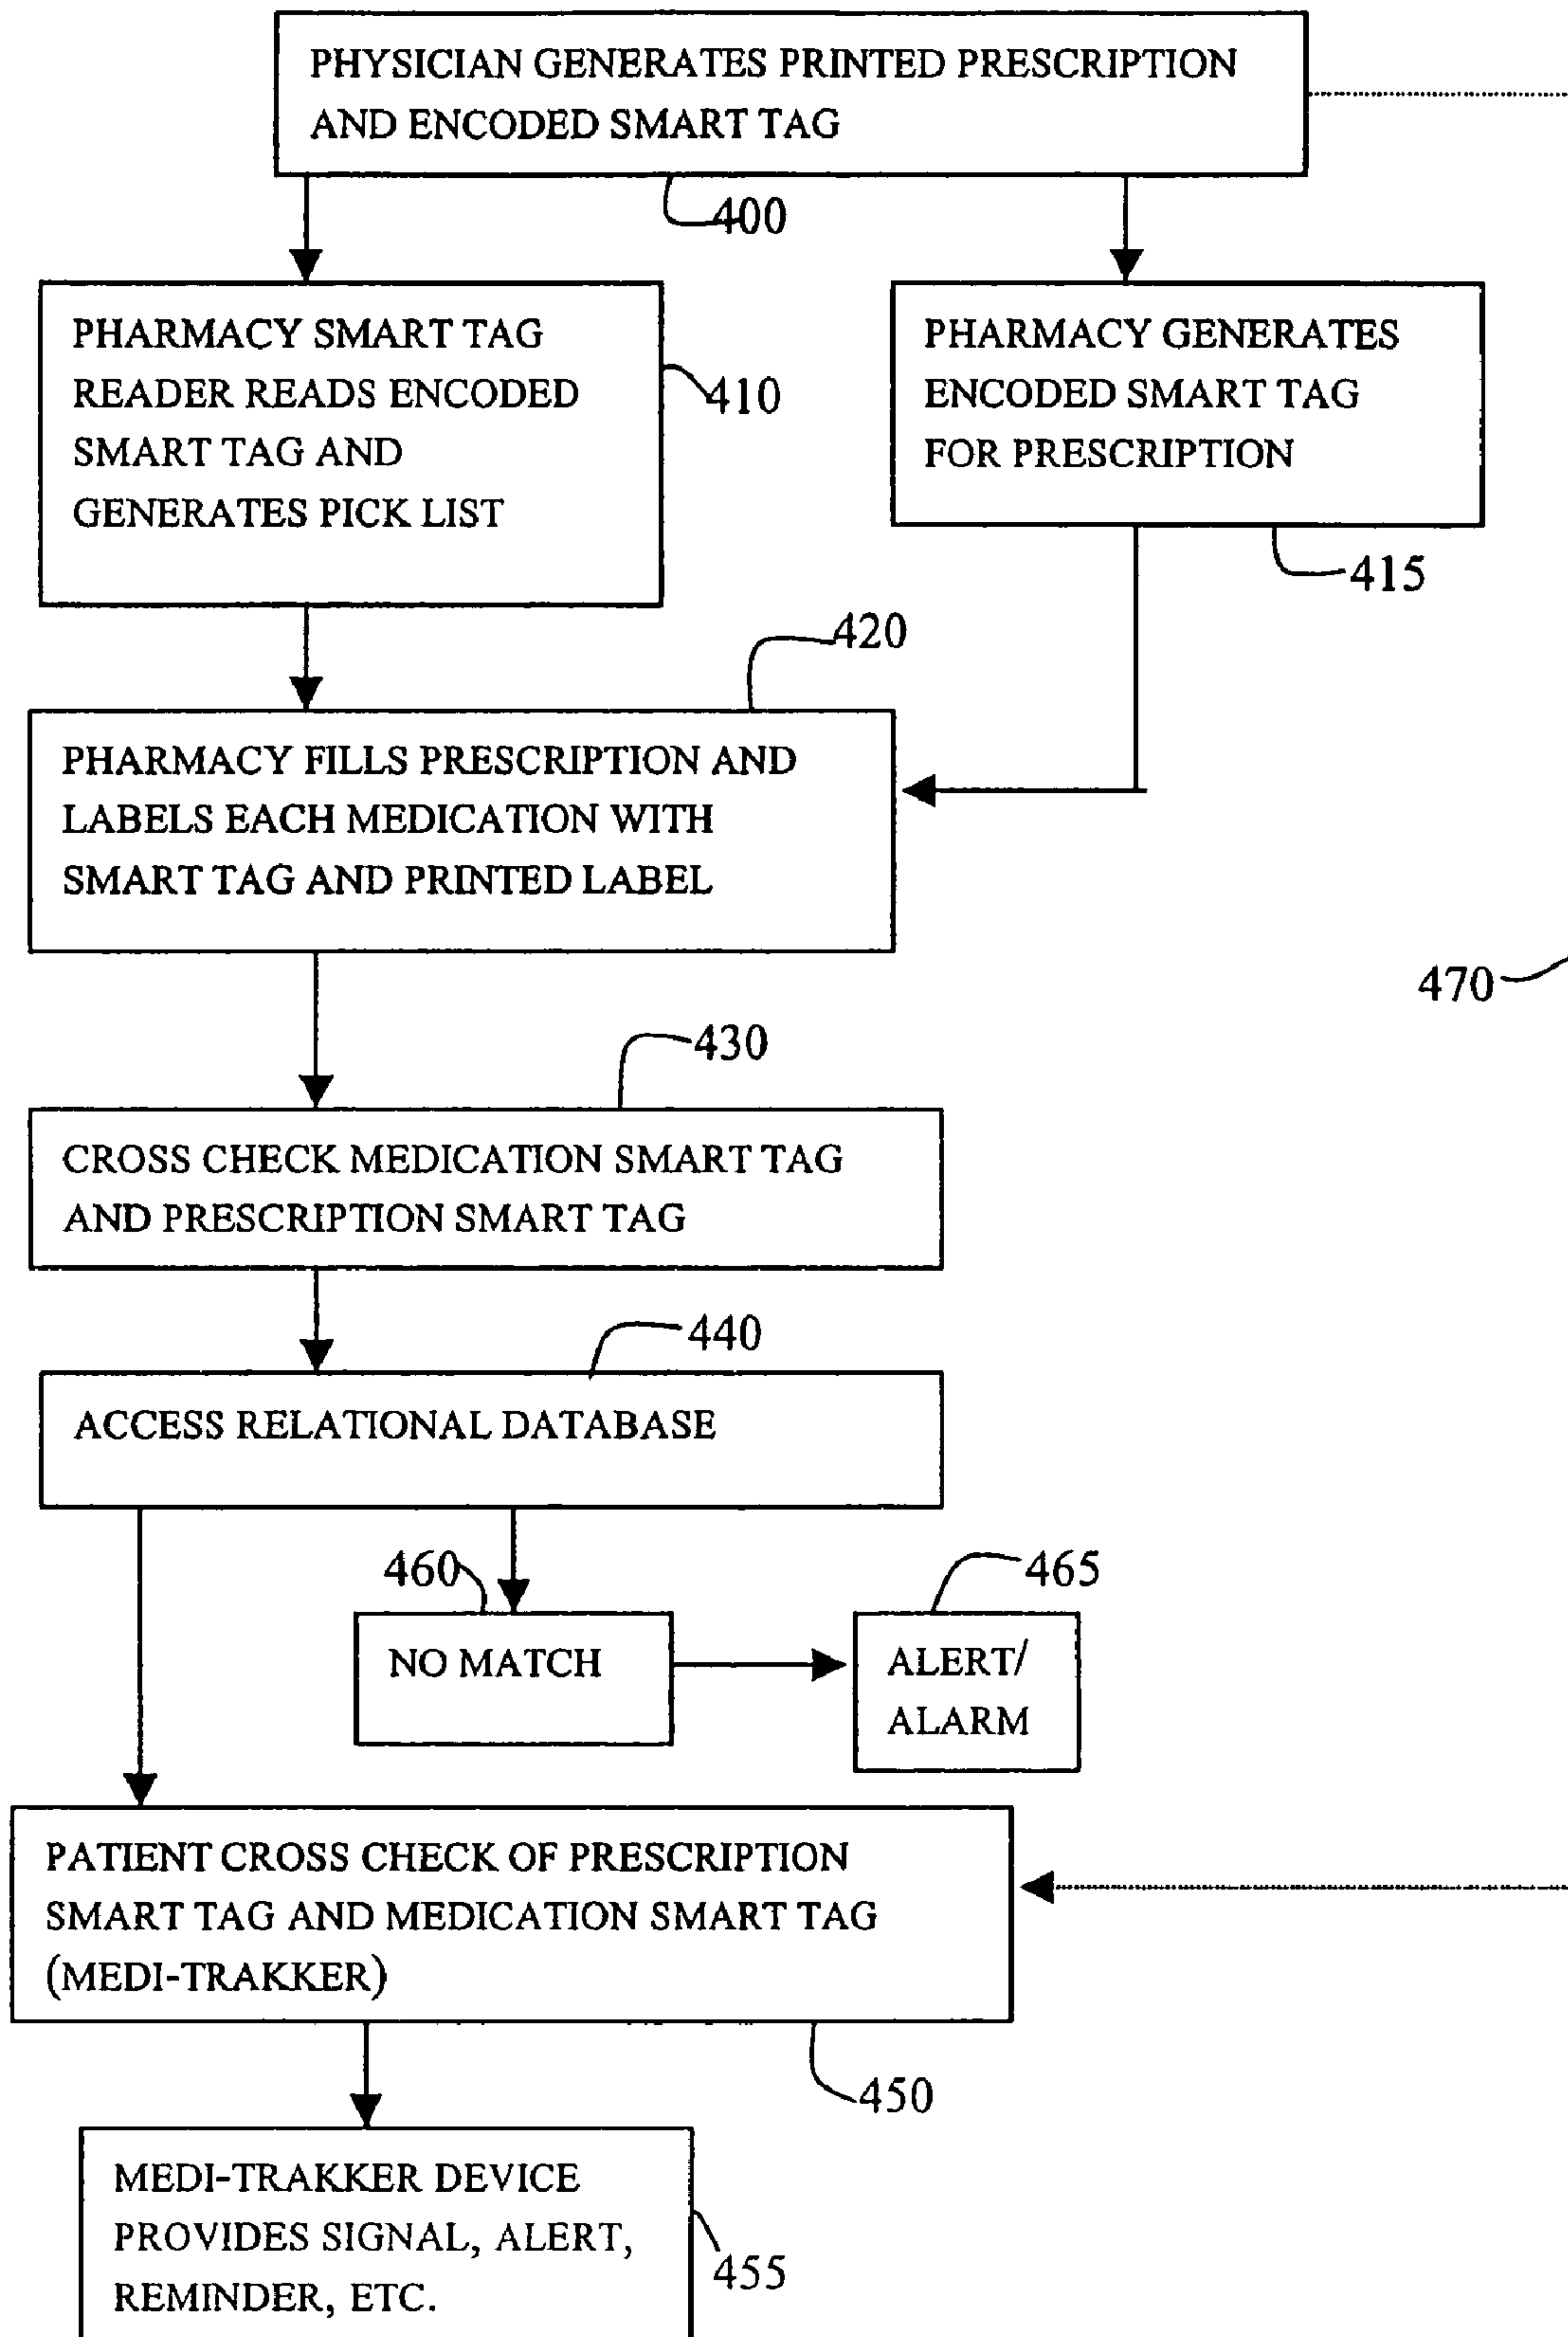 PHYSICIAN GENERATES PRINTED PRESCRIPTION
AND ENCODED SMART TAG
400
PHARMACY SMART TAG
READER READS ENCODED
SMART TAG AND
GENERATES PICK LIST
410
PHARMACY GENERATES
ENCODED SMART TAG
FOR PRESCRIPTION
415
420
PHARMACY FILLS PRESCRIPTION AND
LABELS EACH MEDICATION WITH
SMART TAG AND PRINTED LABEL
470
430
CROSS CHECK MEDICATION SMART TAG
AND PRESCRIPTION SMART TAG
440
ACCESS RELATIONAL DATABASE
460
NO MATCH
465
ALERT/
ALARM
PATIENT CROSS CHECK OF PRESCRIPTION
SMART TAG AND MEDICATION SMART TAG
(MEDI-TRAKKER)
450
MEDI-TRAKKER DEVICE
PROVIDES SIGNAL, ALERT,
REMINDER, ETC.
455